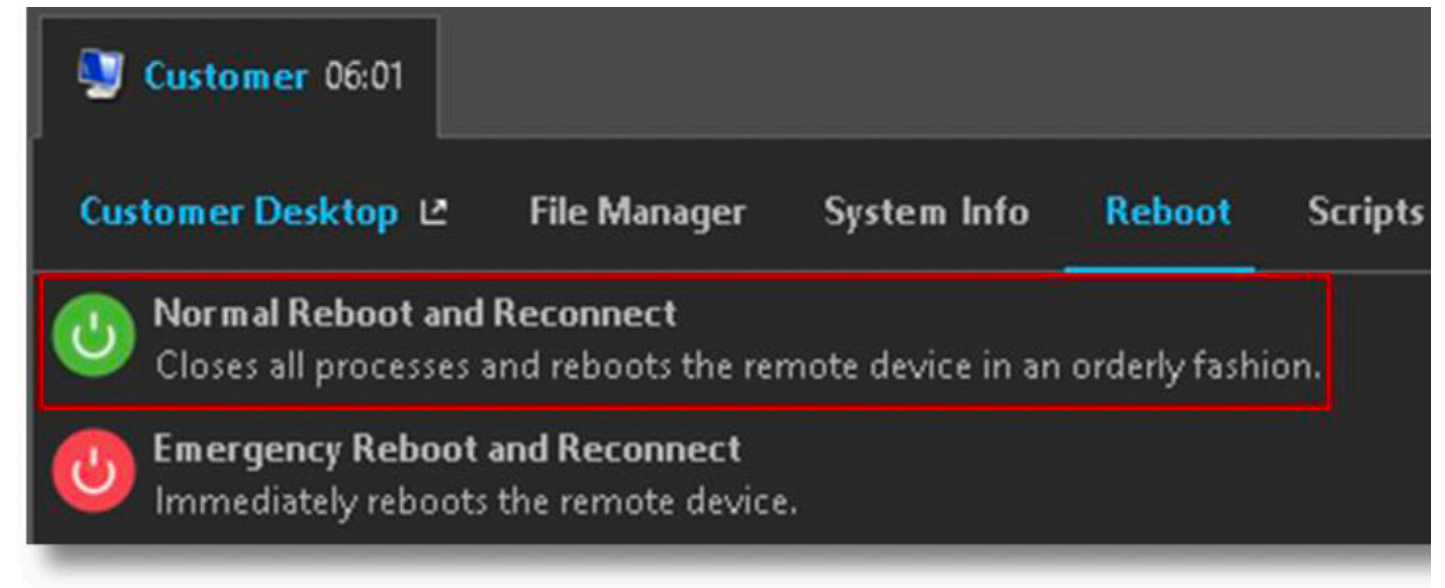 Customer 06:01
Customer Desktop File Manager System Info Reboot Scripts
Normal Reboot and Reconnect
Closes all processes and reboots the remote device in an orderly fashion.
Emergency Reboot and Reconnect
Immediately reboots the remote device.